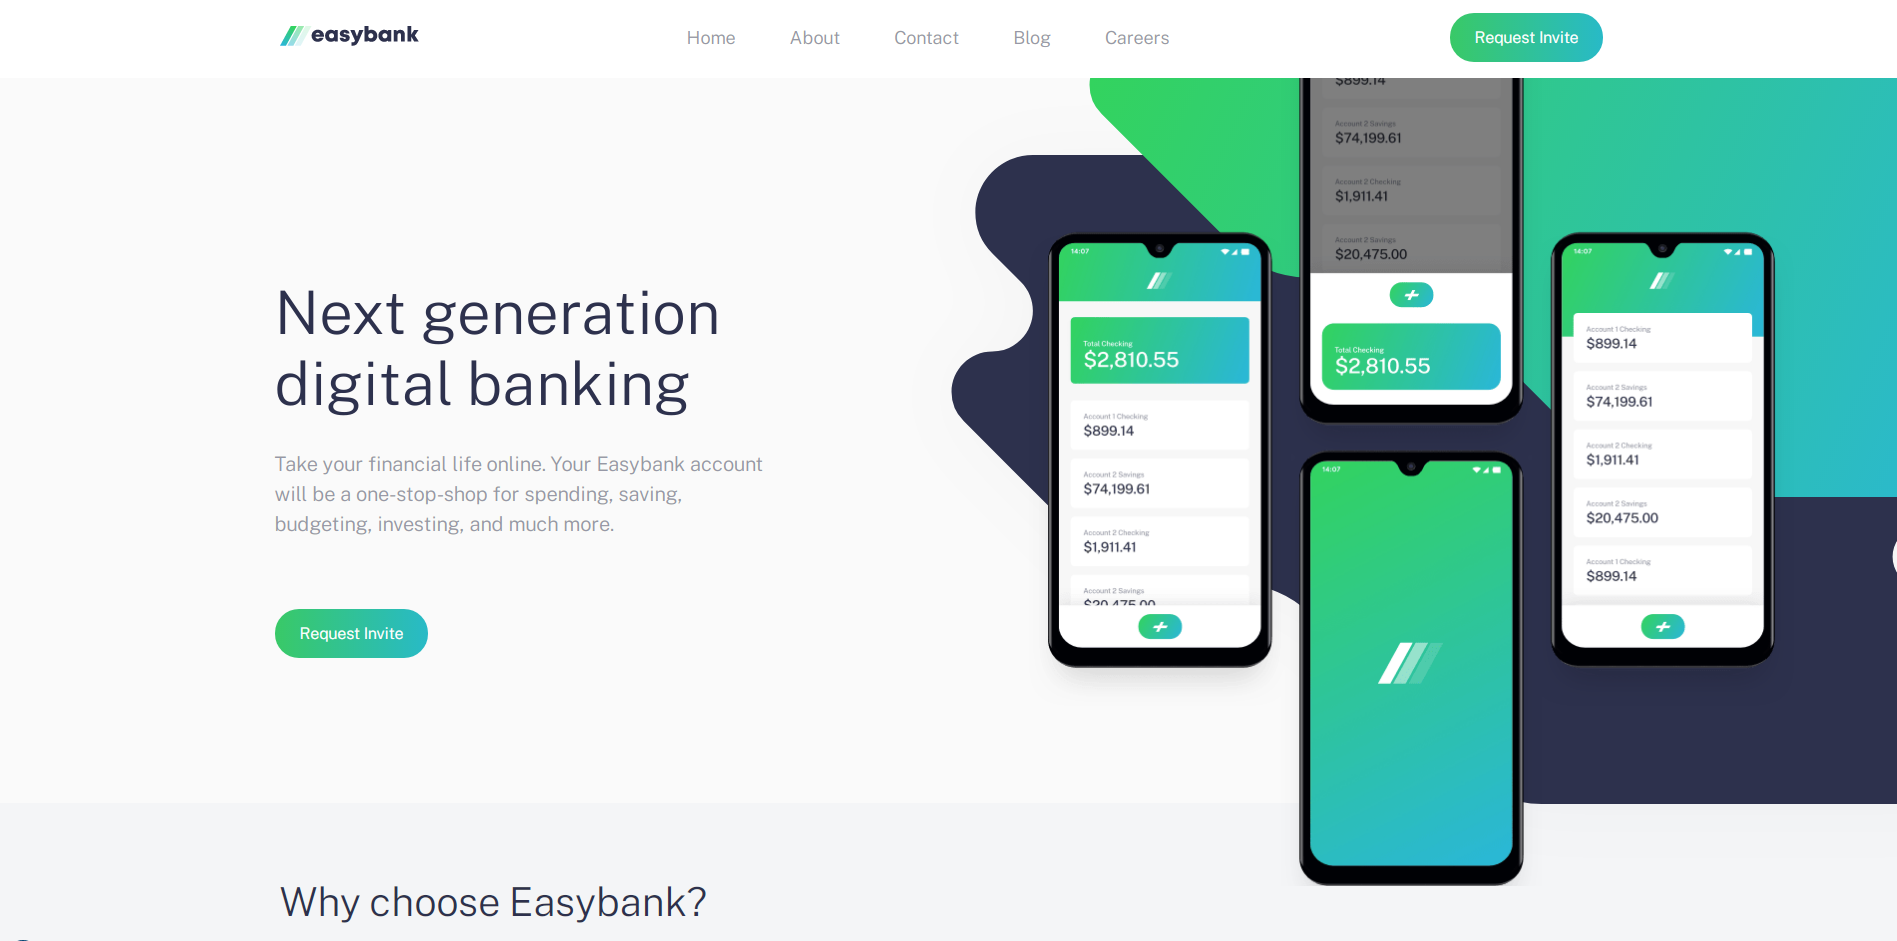 easybank
Home
About
Contact
Blog
Careers
Request Invite
Next generation
digital banking
Take your financial life online. Your Easybank account
will be a one-stop-shop for spending, saving,
budgeting, investing, and much more.
Request Invite
14:07
Total Checking
$2,810.55
Account 1 Checking
$899.14
Account 2 Savings
$74,199.61
Account 2 Checking
$1,911.41
Account 2 Savings
$20,475.00
$899.14
Account 2 Savings
$74,199.61
Account 2 Checking
$1,911.41
Account 2 Savings
$20,475.00
Total Checking
$2,810.55
14:07
14:07
Account 1 Checking
$899.14
Account 2 Savings
$74,199.61
Account 2 Checking
$1,911.41
Account 2 Savings
$20,475.00
Account 1 Checking
$899.14
Why choose Easybank?